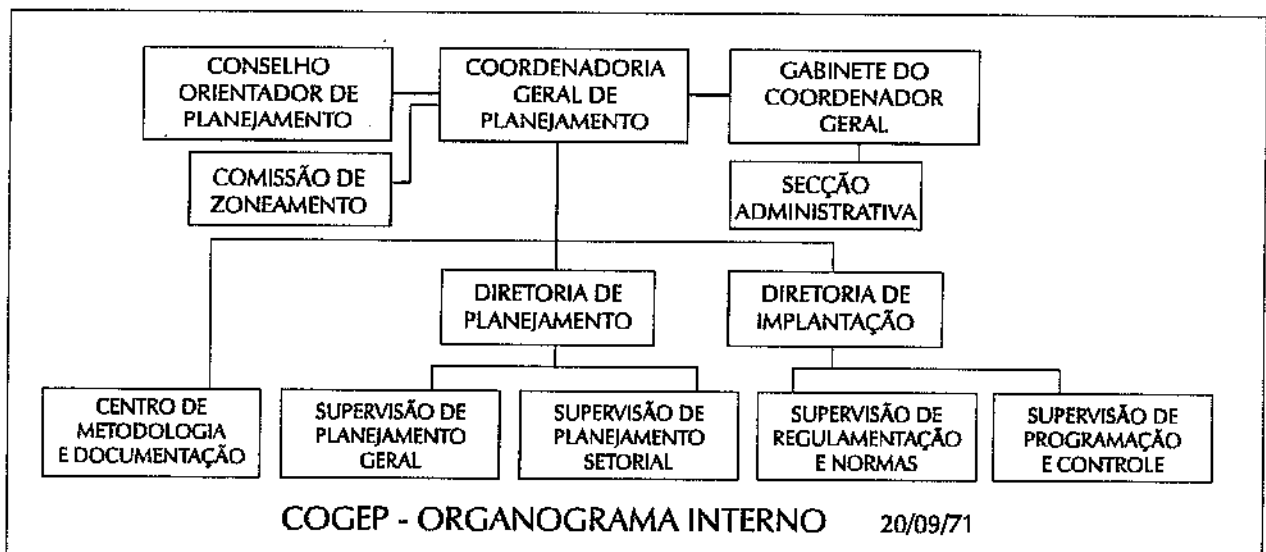 CONSELHO
ORIENTADOR DE
PLANEJAMENTO
COORDENADORIA
GERAL DE
PLANEJAMENTO
GABINETE DO
COORDENADOR
GERAL
COMISSÃO DE
ZONEAMENTO
SECÇÃO
ADMINISTRATIVA
DIRETORIA DE
PLANEJAMENTO
DIRETORIA DE
IMPLANTAÇÃO
CENTRO DE
METODOLOGIA
E DOCUMENTAÇÃO
SUPERVISÃO DE
PLANEJAMENTO
GERAL
SUPERVISÃO DE
PLANEJAMENTO
SETORIAL
SUPERVISÃO DE
REGULAMENTAÇÃO
E NORMAS
SUPERVISÃO DE
PROGRAMAÇÃO
E CONTROLE
COGEP - ORGANOGRAMA INTERNO 20/09/71